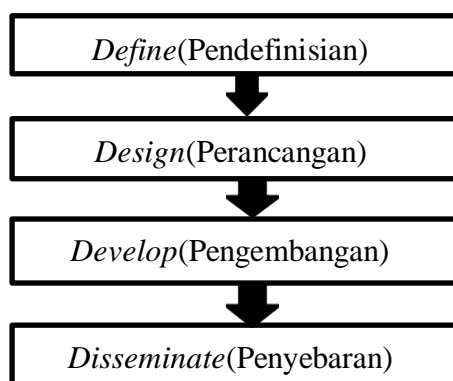 Define(Pendefinisian)
Design(Perancangan)
Develop(Pengembangan)
Disseminate(Penyebaran)